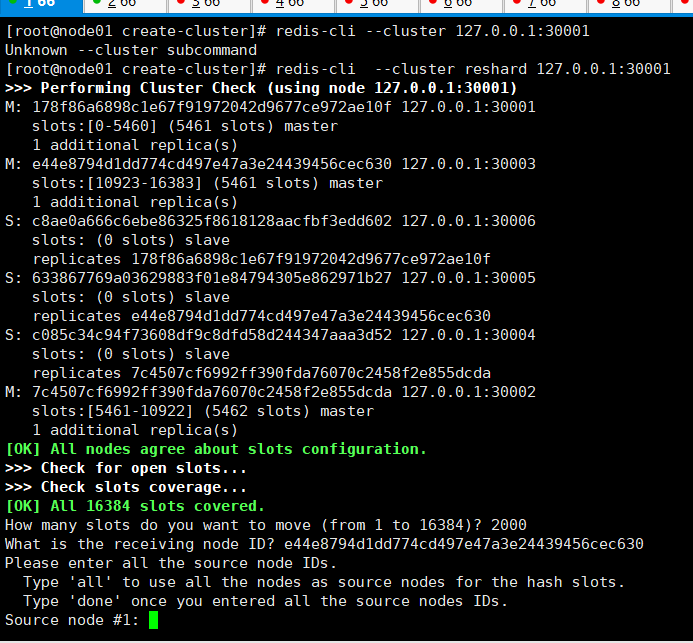 1 66 2 66 3 66 4 66 5 66 6 66 7 66 8 66
[root@node01 create-cluster]# redis-cli --cluster 127.0.0.1:30001
Unknown --cluster subcommand
[root@node01 create-cluster]# redis-cli  --cluster reshard 127.0.0.1:30001
>>> Performing Cluster Check (using node 127.0.0.1:30001)
M: 178f86a6898c1e67f91972042d9677ce972ae10f 127.0.0.1:30001
   slots:[0-5460] (5461 slots) master
   1 additional replica(s)
M: e44e8794d1dd774cd497e47a3e24439456cec630 127.0.0.1:30003
   slots:[10923-16383] (5461 slots) master
   1 additional replica(s)
S: c8ae0a666c6ebe86325f8618128aacfbf3edd602 127.0.0.1:30006
   slots: (0 slots) slave
   replicates 178f86a6898c1e67f91972042d9677ce972ae10f
S: 633867769a03629883f01e84794305e862971b27 127.0.0.1:30005
   slots: (0 slots) slave
   replicates e44e8794d1dd774cd497e47a3e24439456cec630
S: c085c34c94f73608df9c8dfd58d244347aaa3d52 127.0.0.1:30004
   slots: (0 slots) slave
   replicates 7c4507cf6992ff390fda76070c2458f2e855dcda
M: 7c4507cf6992ff390fda76070c2458f2e855dcda 127.0.0.1:30002
   slots:[5461-10922] (5462 slots) master
   1 additional replica(s)
[OK] All nodes agree about slots configuration.
>>> Check for open slots...
>>> Check slots coverage...
[OK] All 16384 slots covered.
How many slots do you want to move (from 1 to 16384)? 2000
What is the receiving node ID? e44e8794d1dd774cd497e47a3e24439456cec630
Please enter all the source node IDs.
  Type 'all' to use all the nodes as source nodes for the hash slots.
  Type 'done' once you entered all the source nodes IDs.
Source node #1: